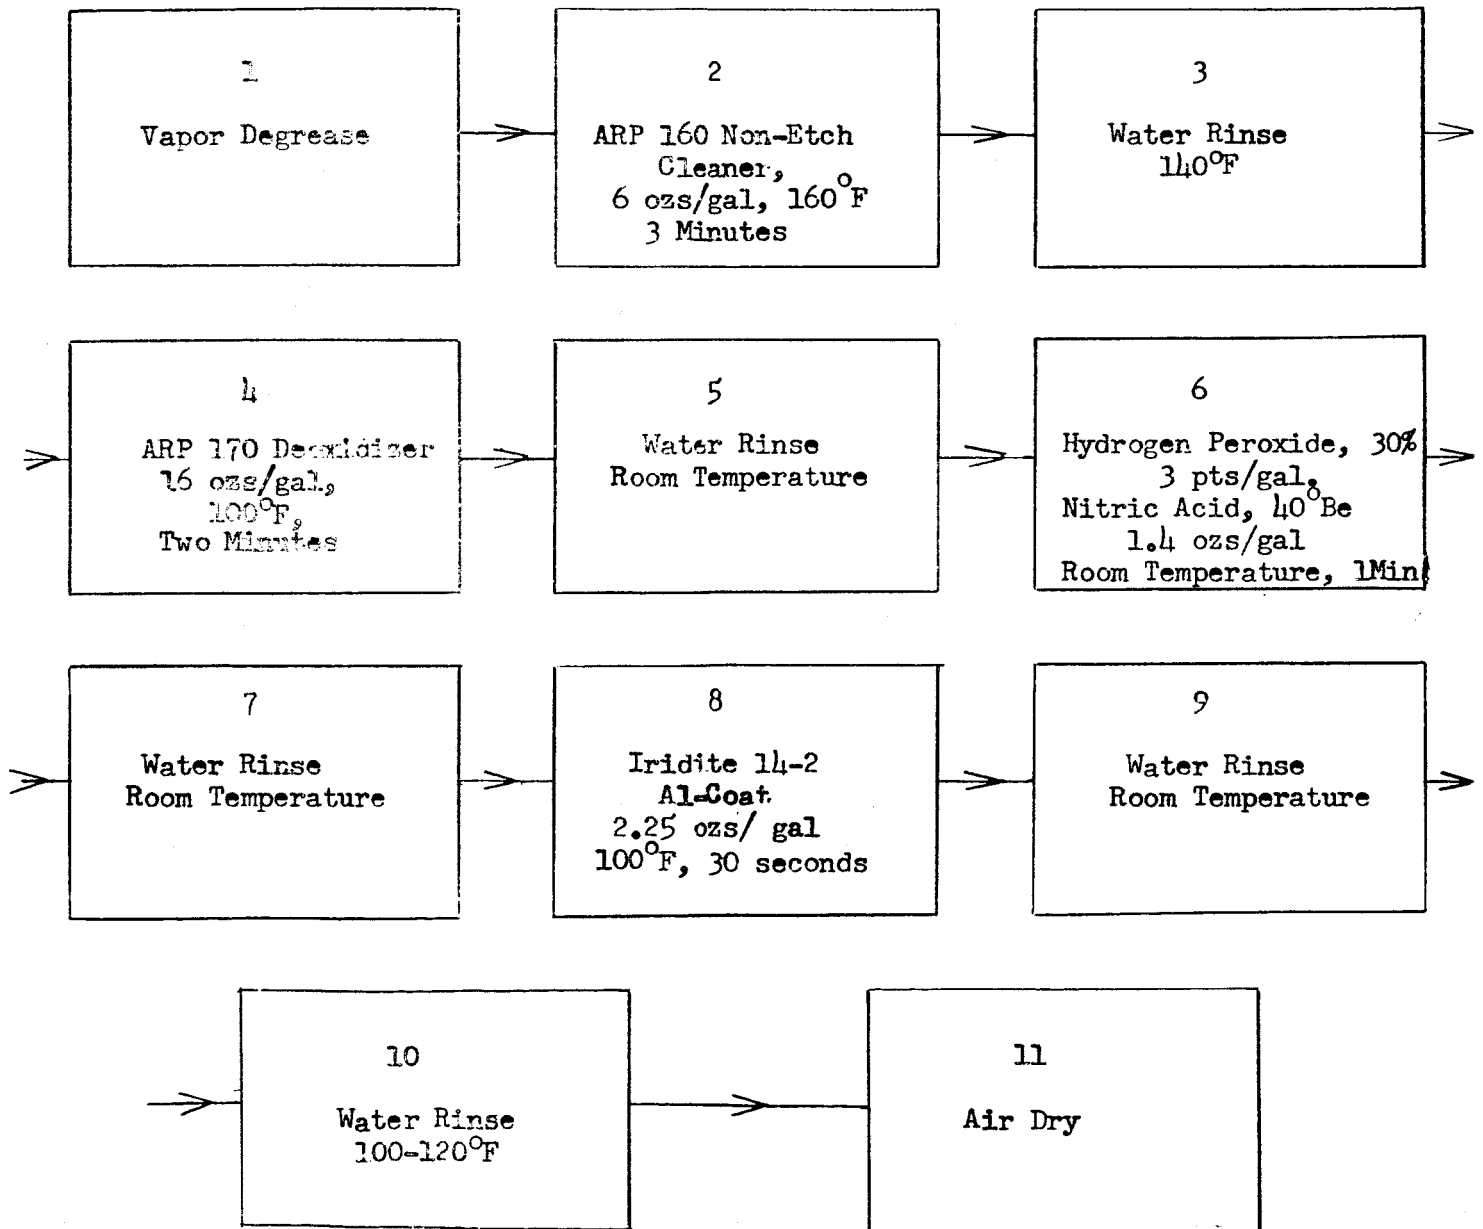 1
Vapor Degrease
2
ARP 160 Non-Etch
Cleaner,
6 ozs/gal, 160°F
3 Minutes
3
Water Rinse
140°F
4
ARP 170 Deoxidizer
16 ozs/gal,
100°F,
Two Minutes
5
Water Rinse
Room Temperature
6
Hydrogen Peroxide, 30%
3 pts/gal.
Nitric Acid, 40°Be
1.4 ozs/gal
Room Temperature, 1Min
7
Water Rinse
Room Temperature
8
Iridite 14-2
Al-Coat
2.25 ozs/ gal
100°F, 30 seconds
9
Water Rinse
Room Temperature
10
Water Rinse
100-120°F
11
Air Dry